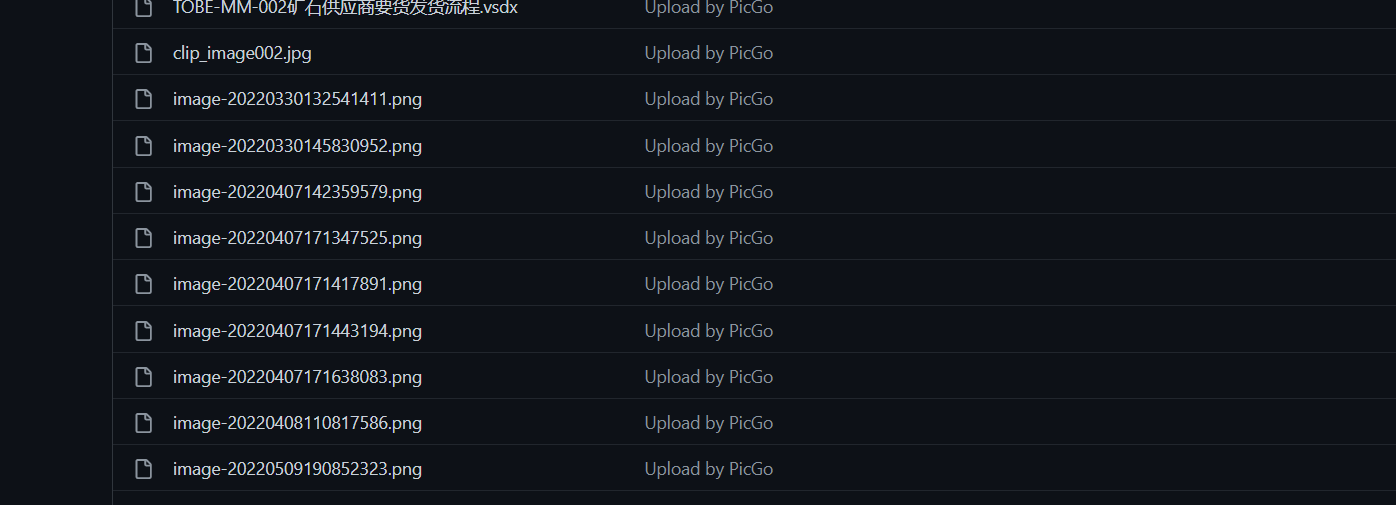 TOBE-MM-002矿石供应商要货发货流程.vsdx Upload by PicGo
clip_image002.jpg Upload by PicGo
image-20220330132541411.png Upload by PicGo
image-20220330145830952.png Upload by PicGo
image-20220407142359579.png Upload by PicGo
image-20220407171347525.png Upload by PicGo
image-20220407171417891.png Upload by PicGo
image-20220407171443194.png Upload by PicGo
image-20220407171638083.png Upload by PicGo
image-20220408110817586.png Upload by PicGo
image-20220509190852323.png Upload by PicGo